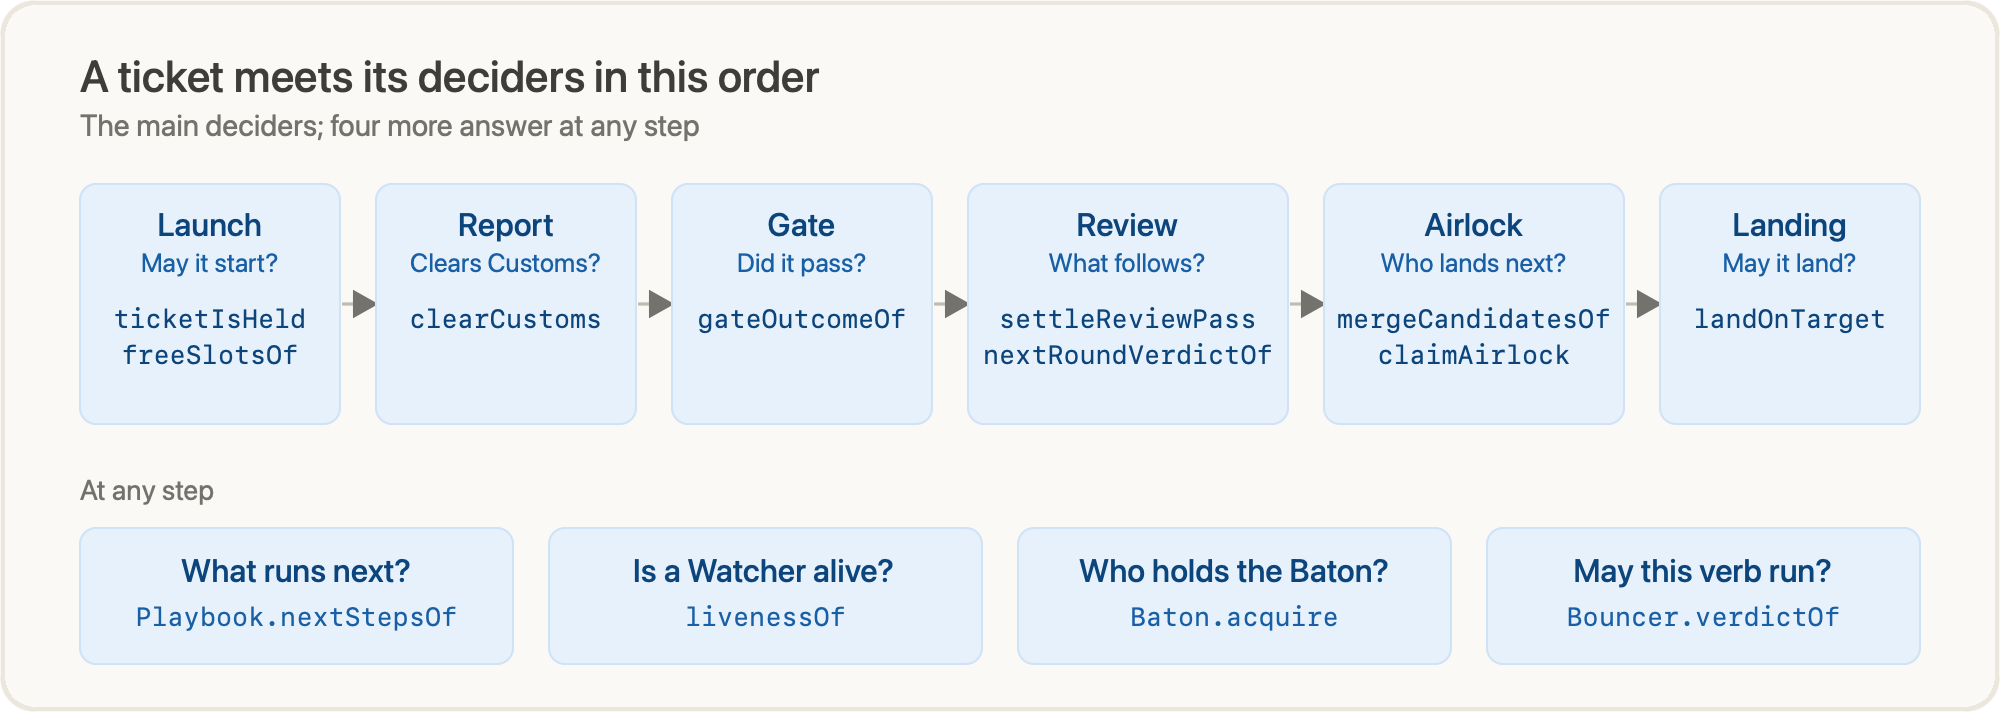 A ticket meets its deciders in this order
The main deciders; four more answer at any step
Launch
May it start?
ticketIsHeld
freeSlotsOf
Report
Clears Customs?
clearCustoms
Gate
Did it pass?
gateOutcomeOf
Review
What follows?
settleReviewPass
nextRoundVerdictOf
Airlock
Who lands next?
mergeCandidatesOf
claimAirlock
Landing
May it land?
landOnTarget
At any step
What runs next?
Playbook.nextStepsOf
Is a Watcher alive?
livenessOf
Who holds the Baton?
Baton.acquire
May this verb run?
Bouncer.verdictOf